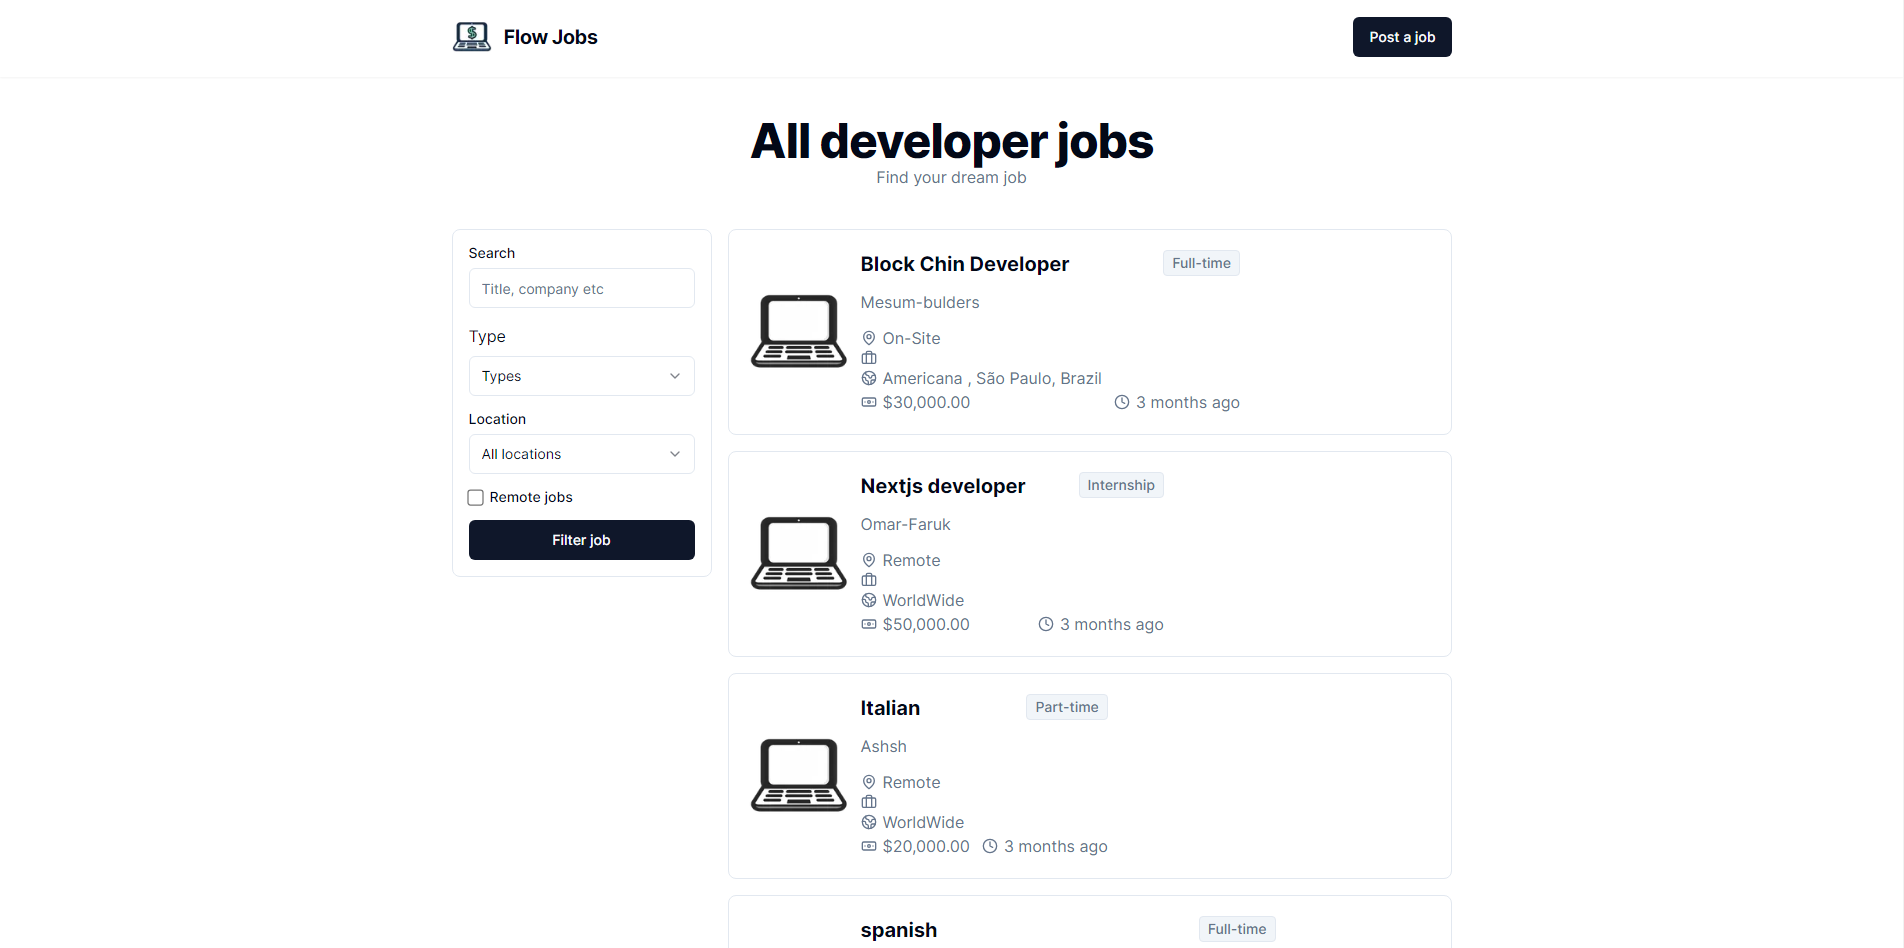 $
Flow Jobs
Post a job
All developer jobs
Find your dream job
Search
Title, company etc
Type
Types
Location
All locations
Remote jobs
Filter job
Block Chin Developer
Full-time
Mesum-bulders
On-Site
Americana , São Paulo, Brazil
$30,000.00
3 months ago
Nextjs developer
Internship
Omar-Faruk
Remote
WorldWide
$50,000.00
3 months ago
Italian
Part-time
Ashsh
Remote
WorldWide
$20,000.00
3 months ago
spanish
Full-time